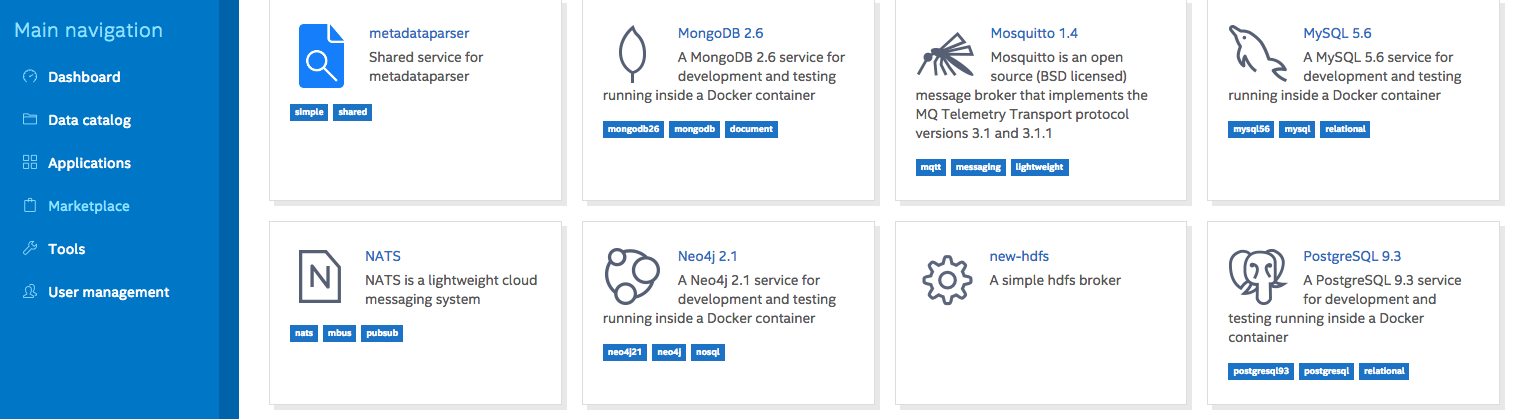 Main navigation
Dashboard
Data catalog
Applications
Marketplace
Tools
User management
metadataparser
Shared service for
metadataparser
simple shared
MongoDB 2.6
A MongoDB 2.6 service for
development and testing
running inside a Docker container
mongodb26 mongodb document
Mosquitto 1.4
Mosquitto is an open
source (BSD licensed)
message broker that implements the
MQ Telemetry Transport protocol
versions 3.1 and 3.1.1
mqtt messaging lightweight
MySQL 5.6
A MySQL 5.6 service for
development and testing
running inside a Docker container
mysql56 mysql relational
N
NATS
NATS is a lightweight cloud
messaging system
nats mbus pubsub
Neo4j 2.1
A Neo4j 2.1 service for
development and testing
running inside a Docker container
neo4j21 neo4j nosql
new-hdfs
A simple hdfs broker
PostgreSQL 9.3
A PostgreSQL 9.3 service
for development and
testing running inside a Docker
container
postgresql93 postgresql relational